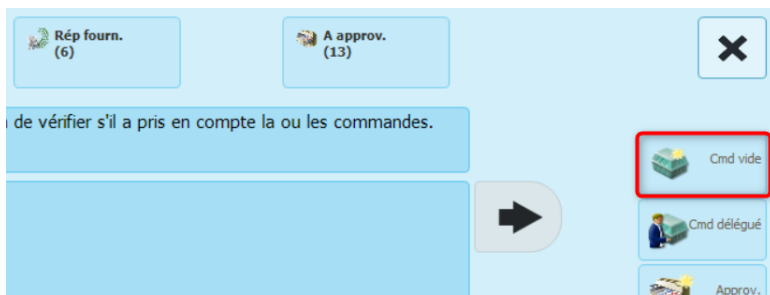 Rép fourn.
(6)
A approv.
(13)
de vérifier s'il a pris en compte la ou les commandes.
Cmd vide
Cmd délégué
Approv.